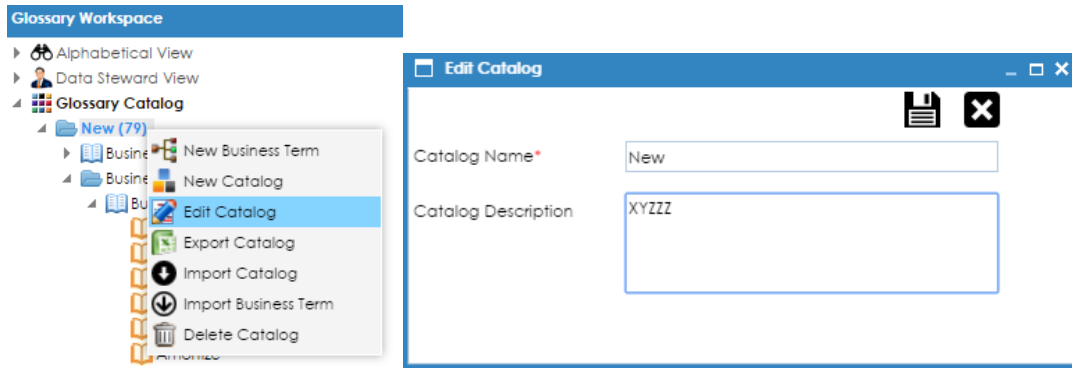 Glossary Workspace
Alphabetical View
Data Steward View
Glossary Catalog
New (79)
New Business Term
New Catalog
Edit Catalog
Export Catalog
Import Catalog
Import Business Term
Delete Catalog
Edit Catalog
Catalog Name*
New
Catalog Description
XYZZZ